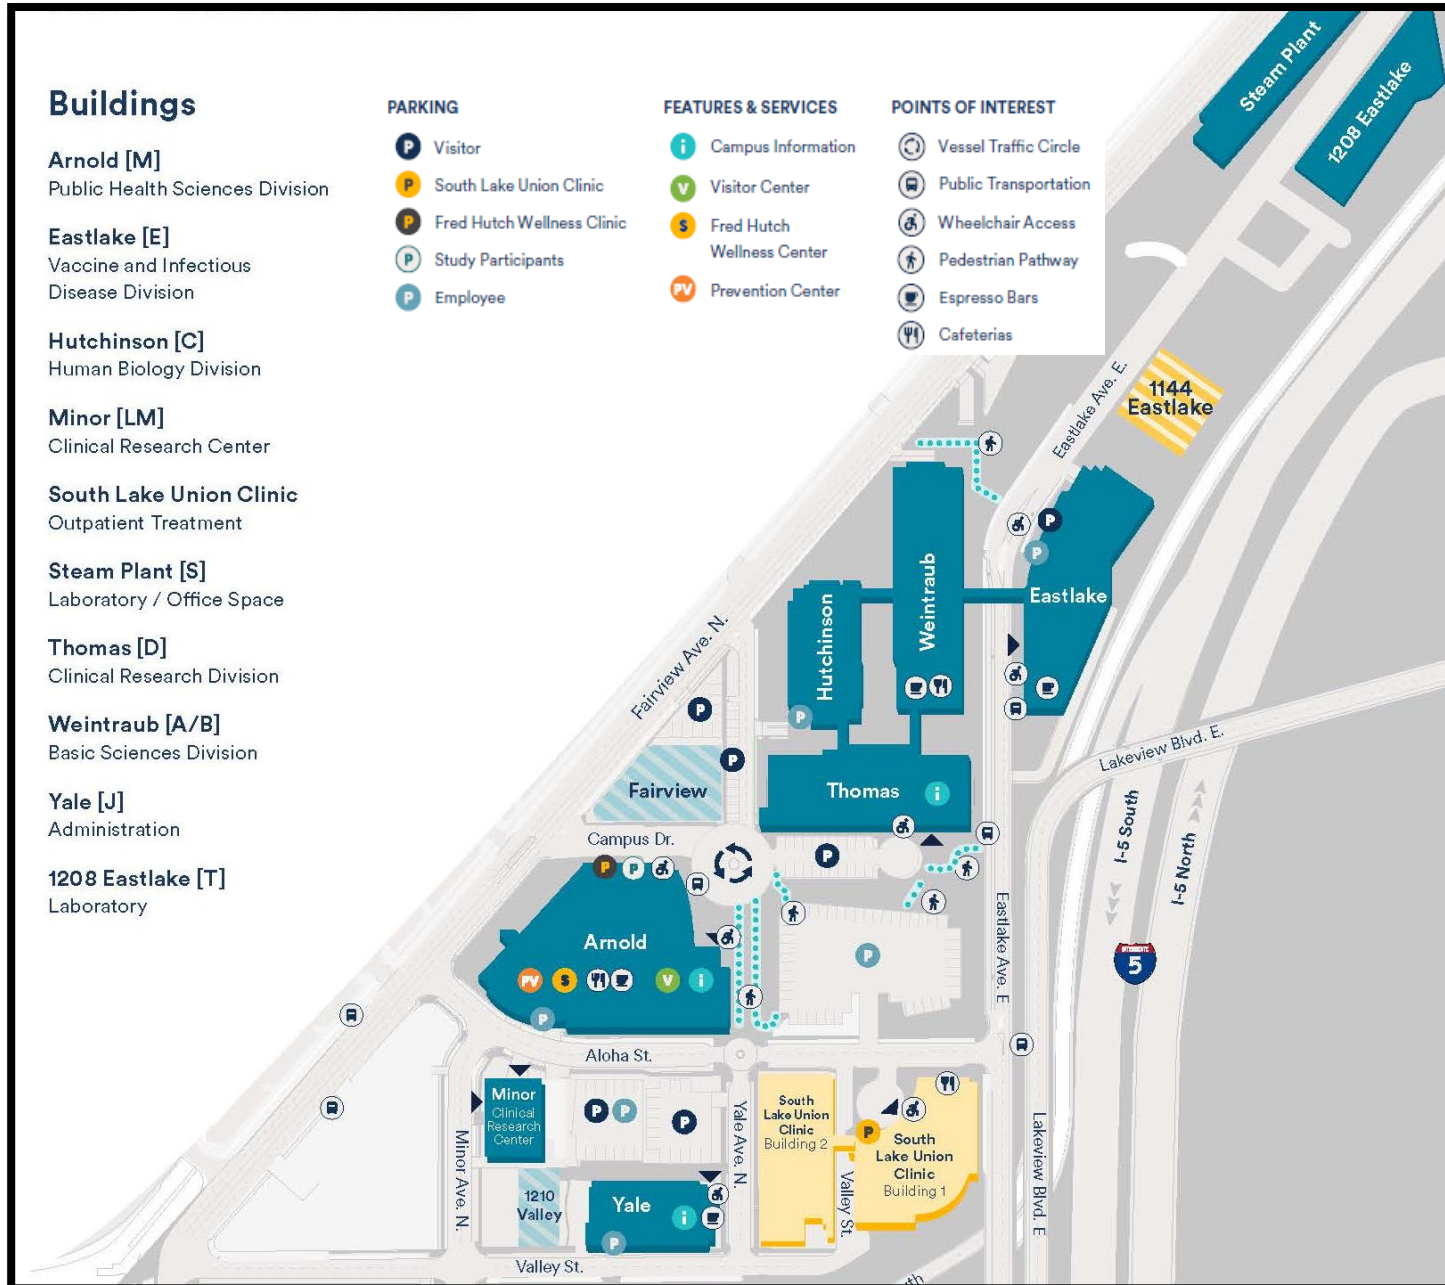 Buildings
Arnold [M]
Public Health Sciences Division
Eastlake [E]
Vaccine and Infectious
Disease Division
Hutchinson [C]
Human Biology Division
Minor [LM]
Clinical Research Center
South Lake Union Clinic
Outpatient Treatment
Steam Plant [S]
Laboratory / Office Space
Thomas [D]
Clinical Research Division
Weintraub [A/B]
Basic Sciences Division
Yale [J]
Administration
1208 Eastlake [T]
Laboratory
PARKING
P Visitor
P South Lake Union Clinic
P Fred Hutch Wellness Clinic
P Study Participants
P Employee
FEATURES & SERVICES
i Campus Information
V Visitor Center
S Fred Hutch
Wellness Center
PV Prevention Center
POINTS OF INTEREST
Vessel Traffic Circle
Public Transportation
Wheelchair Access
Pedestrian Pathway
Espresso Bars
Cafeterias
Steam Plant
1208 Eastlake
1144
Eastlake
Eastlake Ave. E.
P
P
Eastlake
Weintraub
Hutchinson
P
Fairview Ave. N.
P
P
Fairview
Thomas
i
Lakeview Blvd. E.
I-5 South
I-5 North
INTERSTATE
5
Campus Dr.
P
P
P
Arnold
PV
S
V
i
P
P
Eastlake Ave. E
Aloha St.
Minor
Clinical
Research
Center
P
P
P
Minor Ave. N.
Yale Ave. N.
South
Lake Union
Clinic
Building 2
P
South
Lake Union
Clinic
Building 1
Valley St.
Lakeview Blvd. E
1210
Valley
Yale
i
P
Valley St.